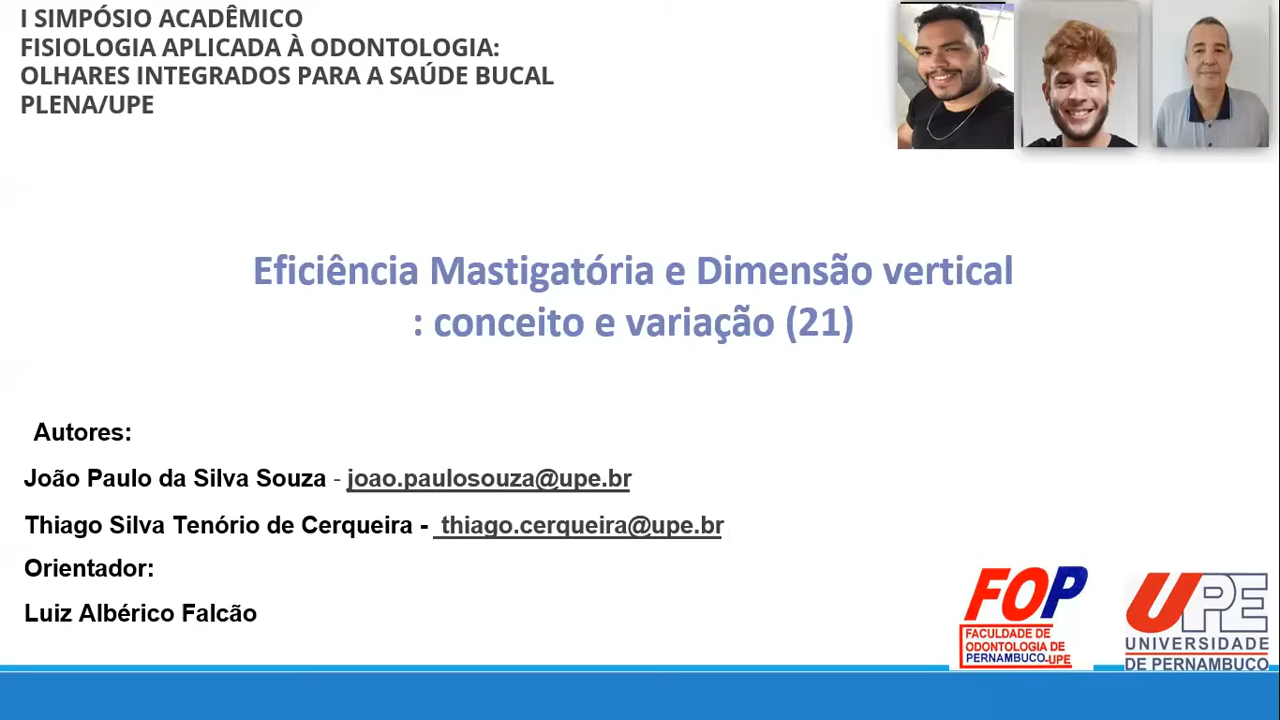 I SIMPÓSIO ACADÊMICO
FISIOLOGIA APLICADA À ODONTOLOGIA:
OLHARES INTEGRADOS PARA A SAÚDE BUCAL
PLENA/UPE
Eficiência Mastigatória e Dimensão vertical
: conceito e variação (21)
Autores:
João Paulo da Silva Souza - joao.paulosouza@upe.br
Thiago Silva Tenório de Cerqueira - thiago.cerqueira@upe.br
Orientador:
Luiz Albérico Falcão
FOP
FACULDADE DE
ODONTOLOGIA DE
PERNAMBUCO-UPE
UPE
UNIVERSIDADE
DE PERNAMBUCO